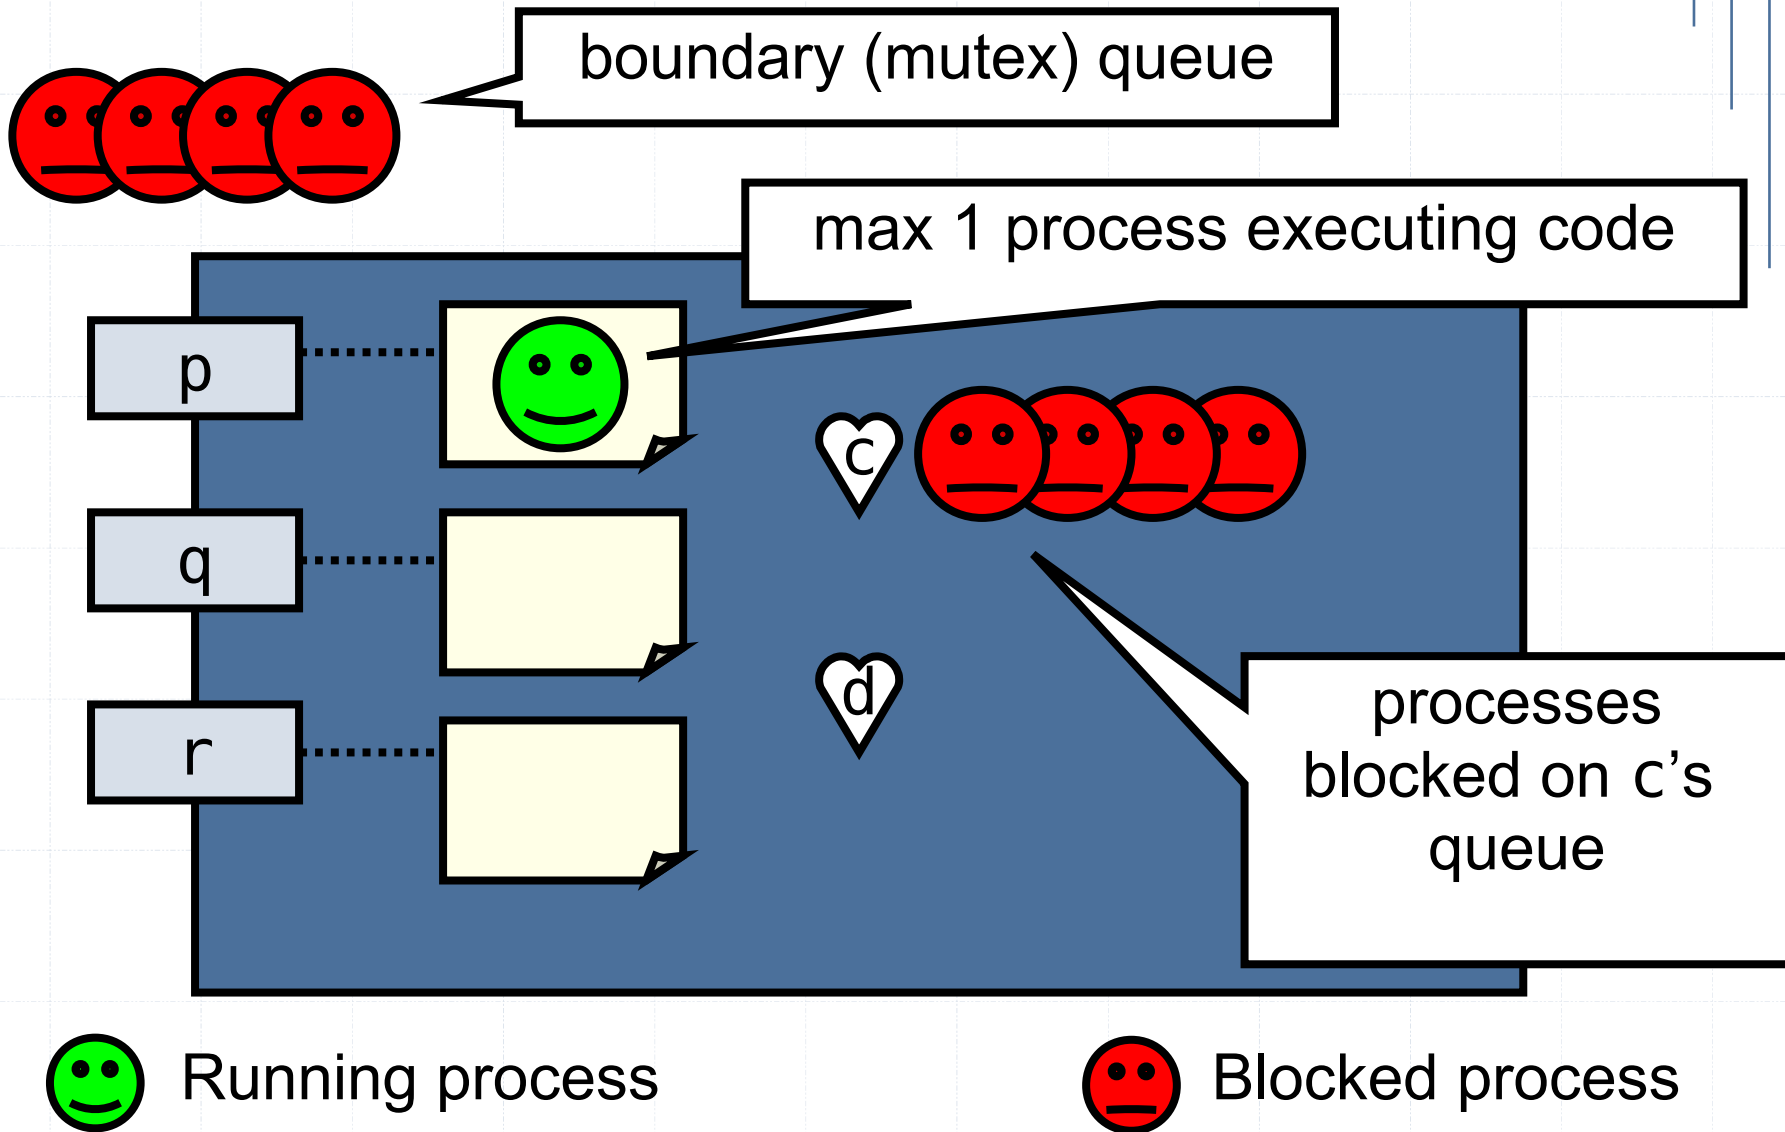 boundary (mutex) queue
max 1 process executing code
p
c
q
d
r
processes
blocked on c’s
queue
Running process
Blocked process